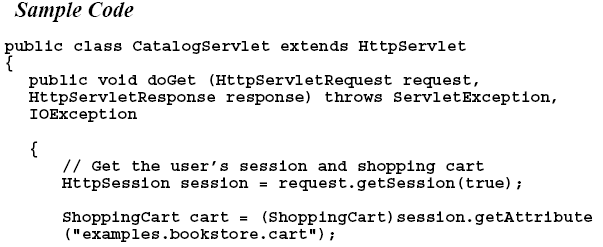 Sample Code
public class CatalogServlet extends HttpServlet
{
public void doGet (HttpServletRequest request,
HttpServletResponse response) throws ServletException,
IOException
{
// Get the user's session and shopping cart
HttpSession session = request.getSession(true);
ShoppingCart cart = (ShoppingCart)session.getAttribute
("examples.bookstore.cart");